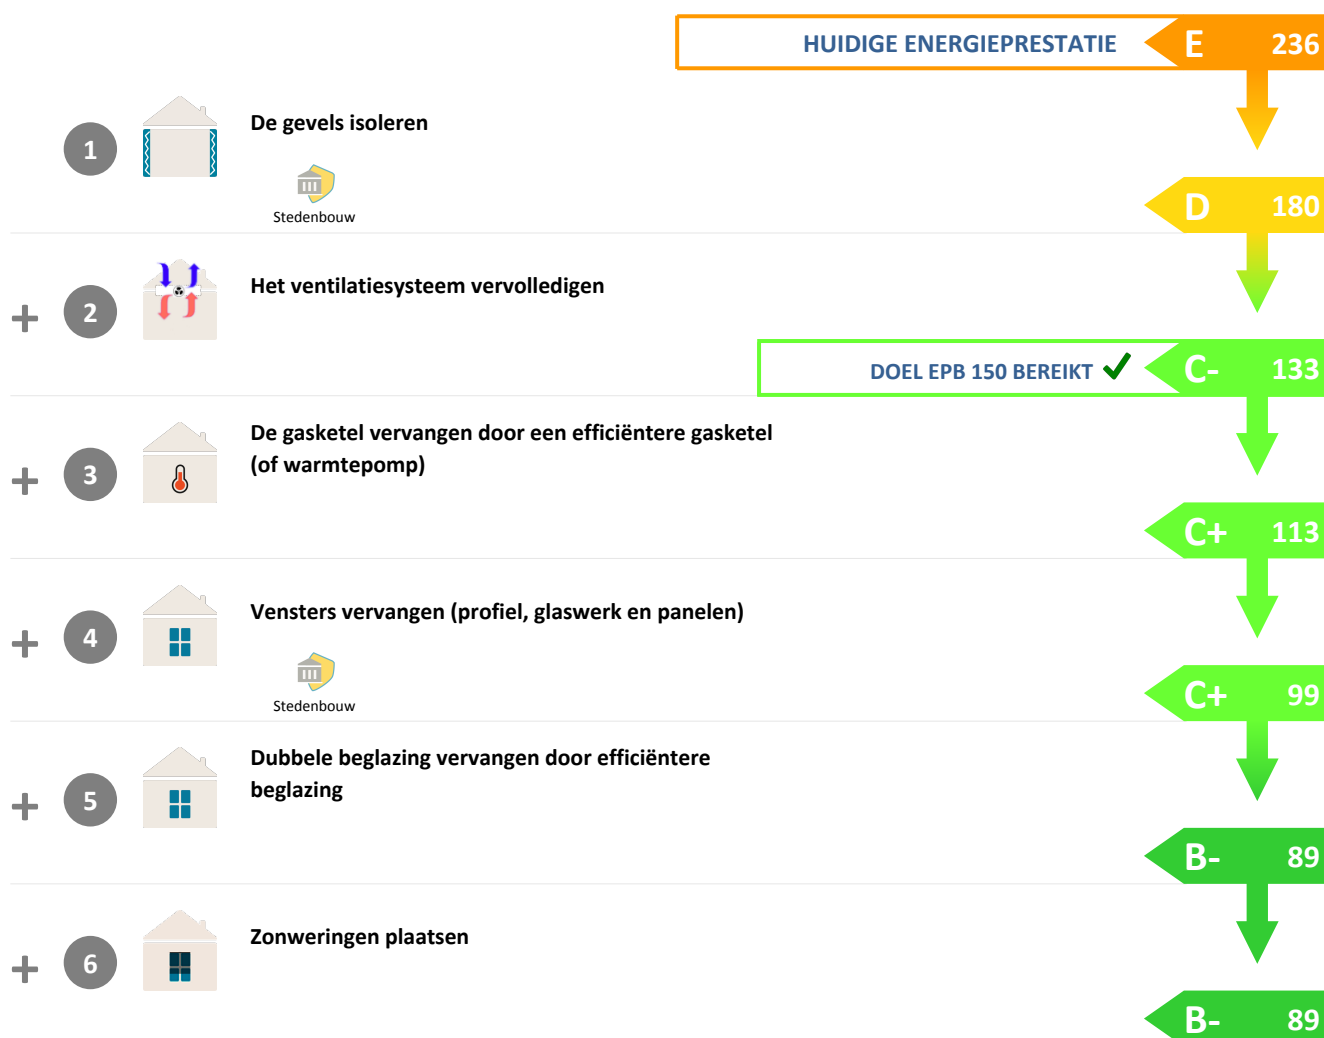 HUIDIGE ENERGIEPRESTATIE E 236
1 De gevels isoleren
Stedenbouw
D 180
+ 2 Het ventilatiesysteem vervolledigen
DOEL EPB 150 BEREIKT ✓ C- 133
+ 3 De gasketel vervangen door een efficiëntere gasketel
(of warmtepomp)
C+ 113
+ 4 Vensters vervangen (profiel, glaswerk en panelen)
Stedenbouw
C+ 99
+ 5 Dubbele beglazing vervangen door efficiëntere
beglazing
B- 89
+ 6 Zonweringen plaatsen
B- 89